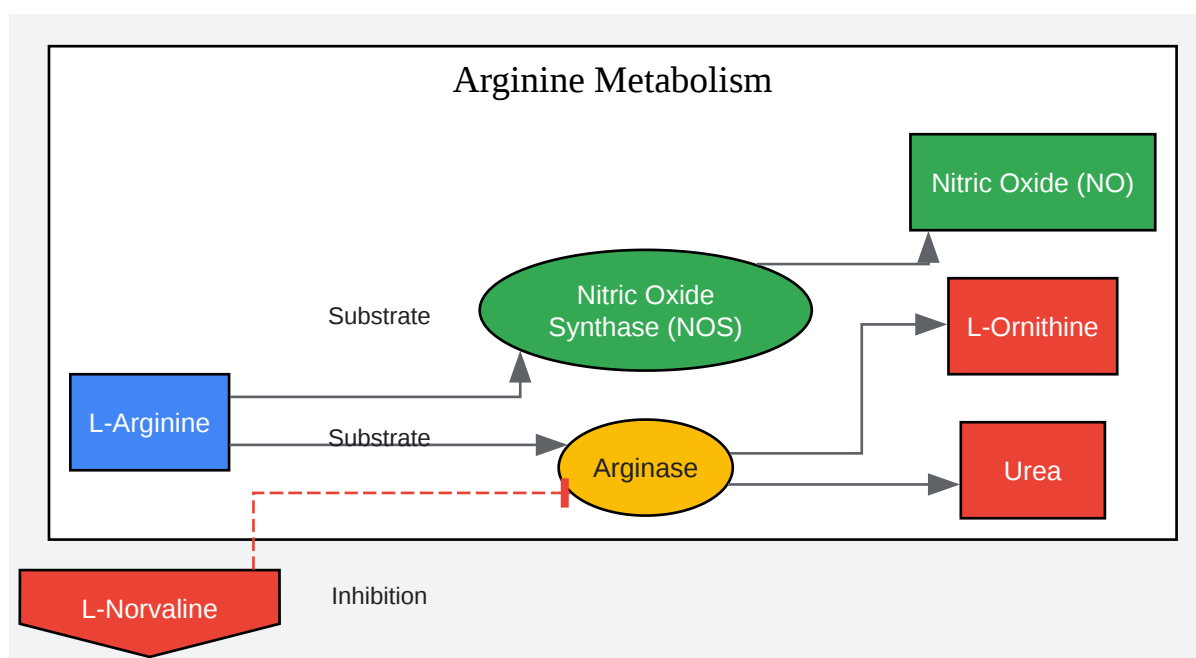 Arginine Metabolism
Nitric Oxide (NO)
Nitric Oxide
Synthase (NOS)
Substrate
L-Ornithine
L-Arginine
Substrate
Arginase
Urea
L-Norvaline
Inhibition